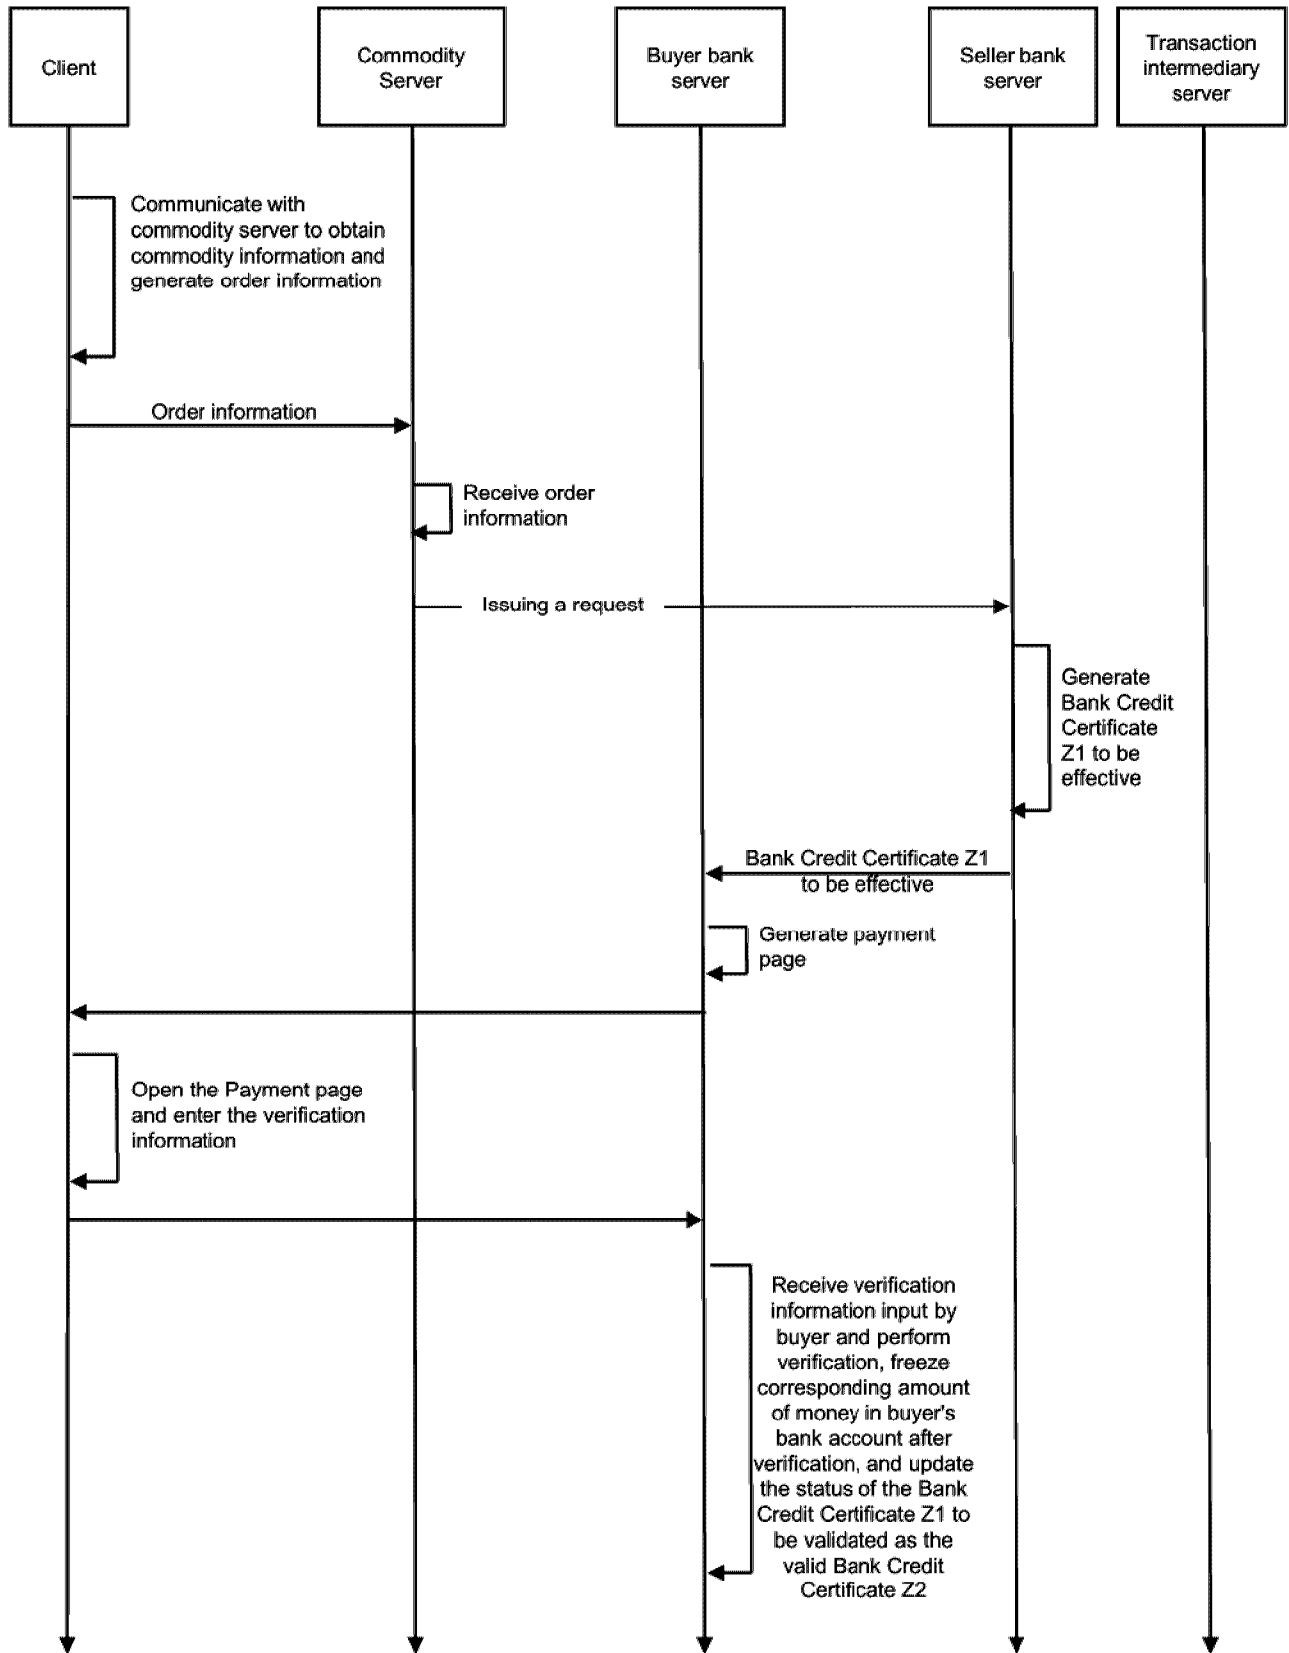 Client
Commodity
Server
Buyer bank
server
Seller bank
server
Transaction
intermediary
server
Communicate with
commodity server to obtain
commodity information and
generate order information
Order information
Receive order
information
Issuing a request
Generate
Bank Credit
Certificate
Z1 to be
effective
Bank Credit Certificate Z1
to be effective
Generate payment
page
Open the Payment page
and enter the verification
information
Receive verification
information input by
buyer and perform
verification, freeze
corresponding amount
of money in buyer's
bank account after
verification, and update
the status of the Bank
Credit Certificate Z1 to
be validated as the
valid Bank Credit
Certificate Z2